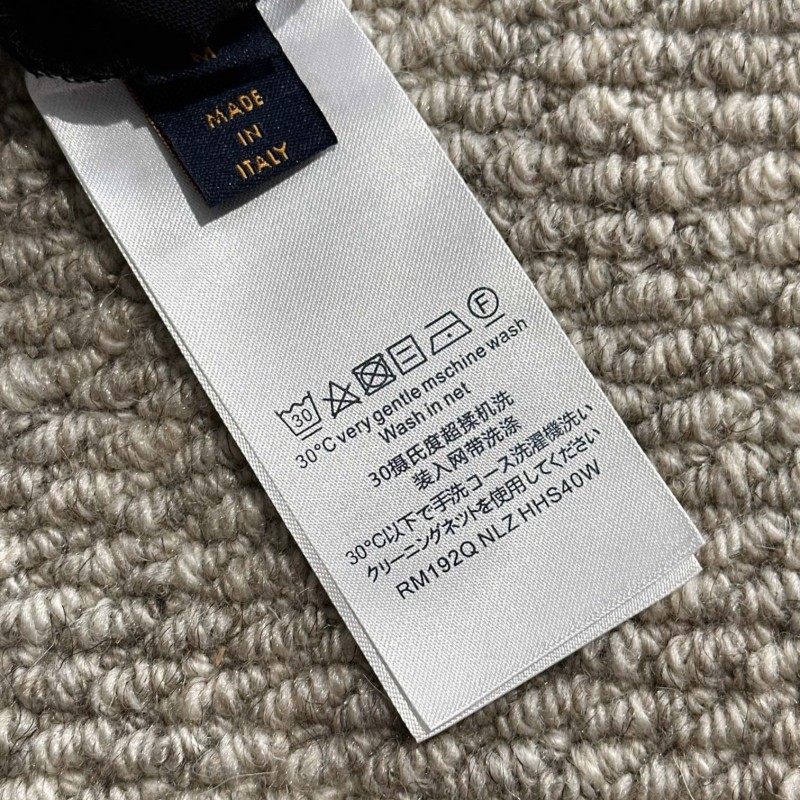 M
MADE
IN
ITALY
30
F
30°C very gentle mschine wash
Wash in net
30摄氏度超揉机洗
装入网带洗涤
30°C以下で手洗コース洗濯機洗い
クリーニングネットを使用してください
RM192Q NLZ HHS40W